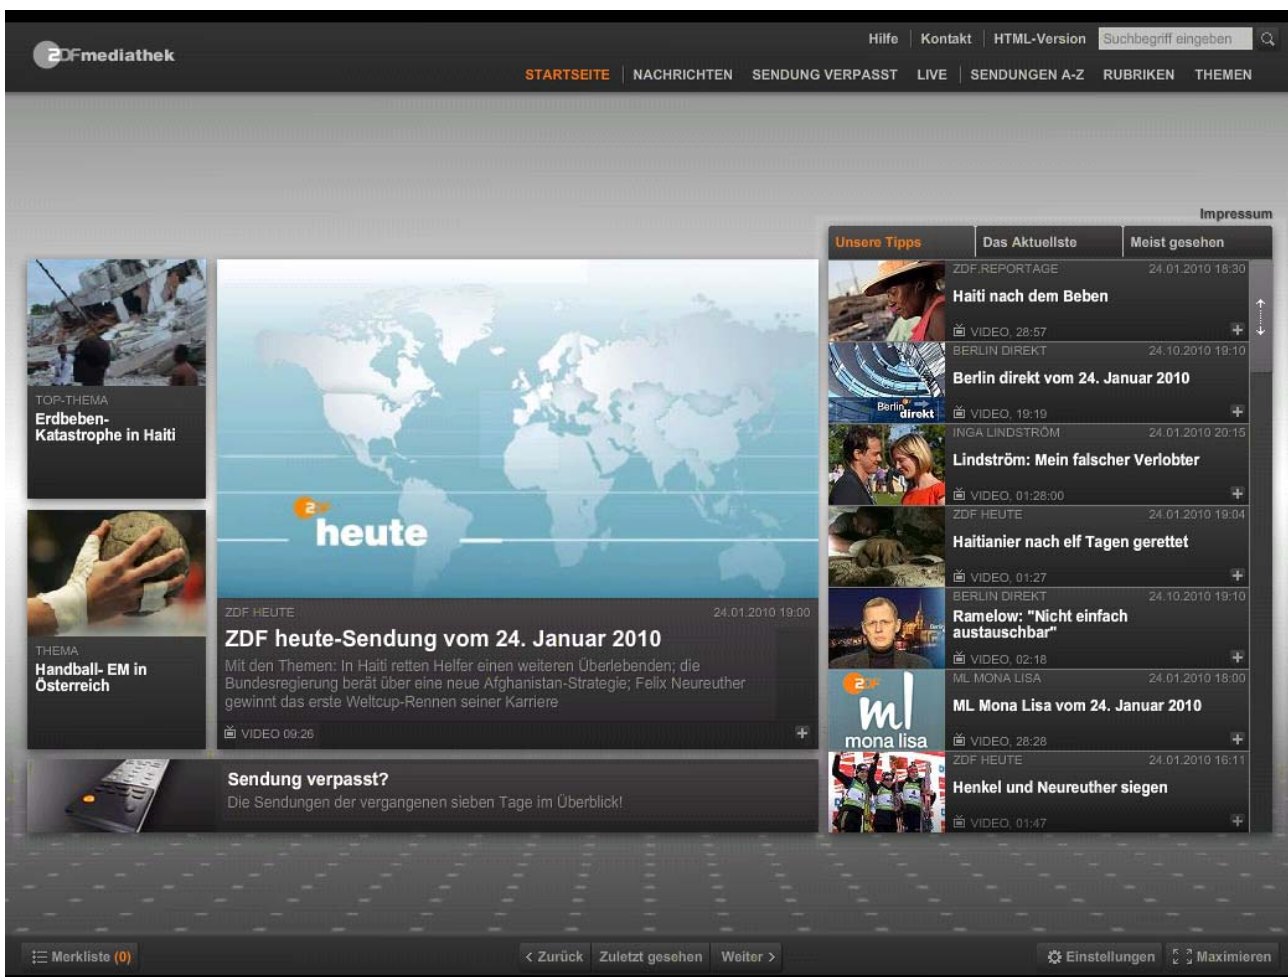 ZDFmediathek
Hilfe Kontakt HTML-Version Suchbegriff eingeben
STARTSEITE NACHRICHTEN SENDUNG VERPASST LIVE SENDUNGEN A-Z RUBRIKEN THEMEN
Impressum
TOP-THEMA
Erdbeben-
Katastrophe in Haiti
THEMA
Handball- EM in
Österreich
ZDF
heute
ZDF HEUTE 24.01.2010 19:00
ZDF heute-Sendung vom 24. Januar 2010
Mit den Themen: In Haiti retten Helfer einen weiteren Überlebenden; die
Bundesregierung berät über eine neue Afghanistan-Strategie; Felix Neureuther
gewinnt das erste Weltcup-Rennen seiner Karriere
VIDEO 09:26
Sendung verpasst?
Die Sendungen der vergangenen sieben Tage im Überblick!
Unsere Tipps Das Aktuellste Meist gesehen
ZDF.REPORTAGE 24.01.2010 18:30
Haiti nach dem Beben
VIDEO, 28:57
Berlin
direkt
BERLIN DIREKT 24.10.2010 19:10
Berlin direkt vom 24. Januar 2010
VIDEO, 19:19
INGA LINDSTRÖM 24.01.2010 20:15
Lindström: Mein falscher Verlobter
VIDEO, 01:28:00
ZDF HEUTE 24.01.2010 19:04
Haitianier nach elf Tagen gerettet
VIDEO, 01:27
BERLIN DIREKT 24.10.2010 19:10
Ramelow: "Nicht einfach
austauschbar"
VIDEO, 02:18
ZDF
ml
mona lisa
ML MONA LISA 24.01.2010 18:00
ML Mona Lisa vom 24. Januar 2010
VIDEO, 28:28
ZDF HEUTE 24.01.2010 16:11
Henkel und Neureuther siegen
VIDEO, 01:47
Merkliste (0) < Zurück Zuletzt gesehen Weiter > Einstellungen Maximieren